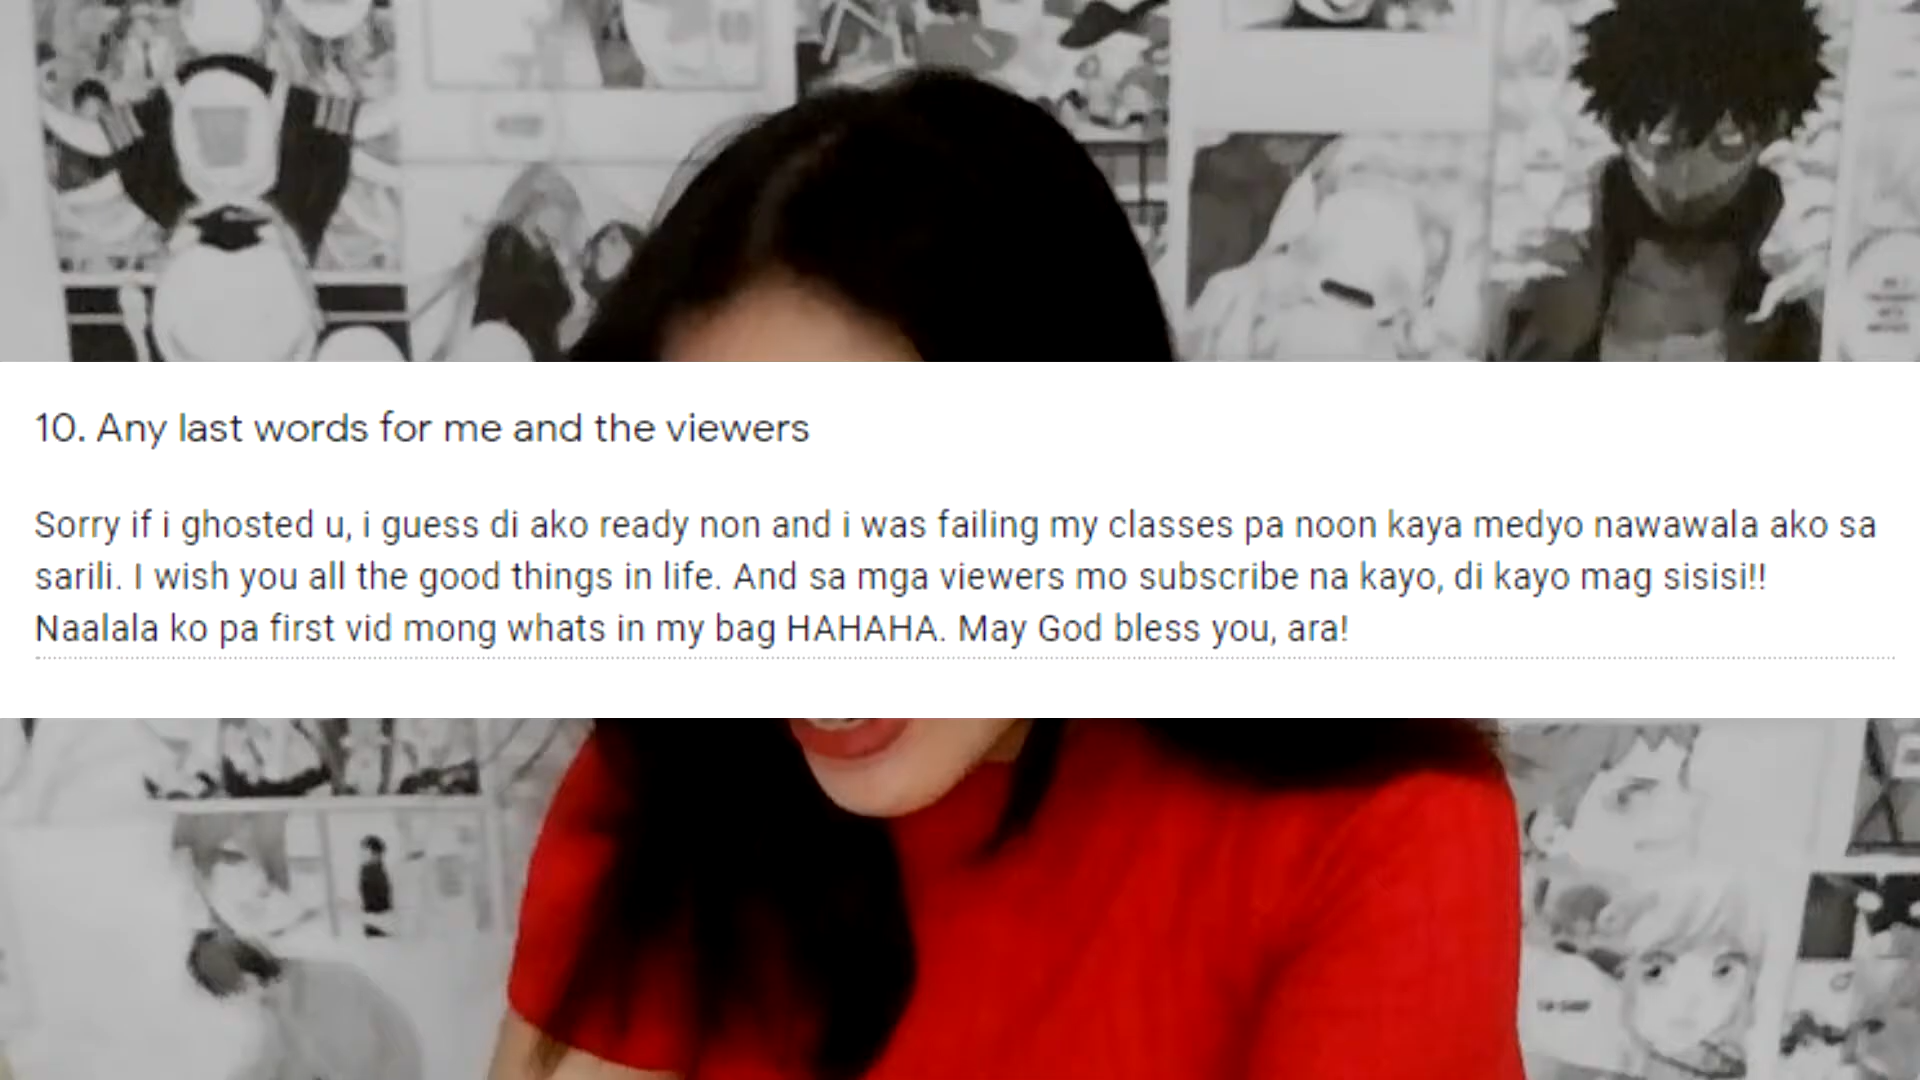 10. Any last words for me and the viewers
Sorry if i ghosted u, i guess di ako ready non and i was failing my classes pa noon kaya medyo nawawala ako sa
sarili. I wish you all the good things in life. And sa mga viewers mo subscribe na kayo, di kayo mag sisisi!!
Naalala ko pa first vid mong whats in my bag HAHAHA. May God bless you, ara!